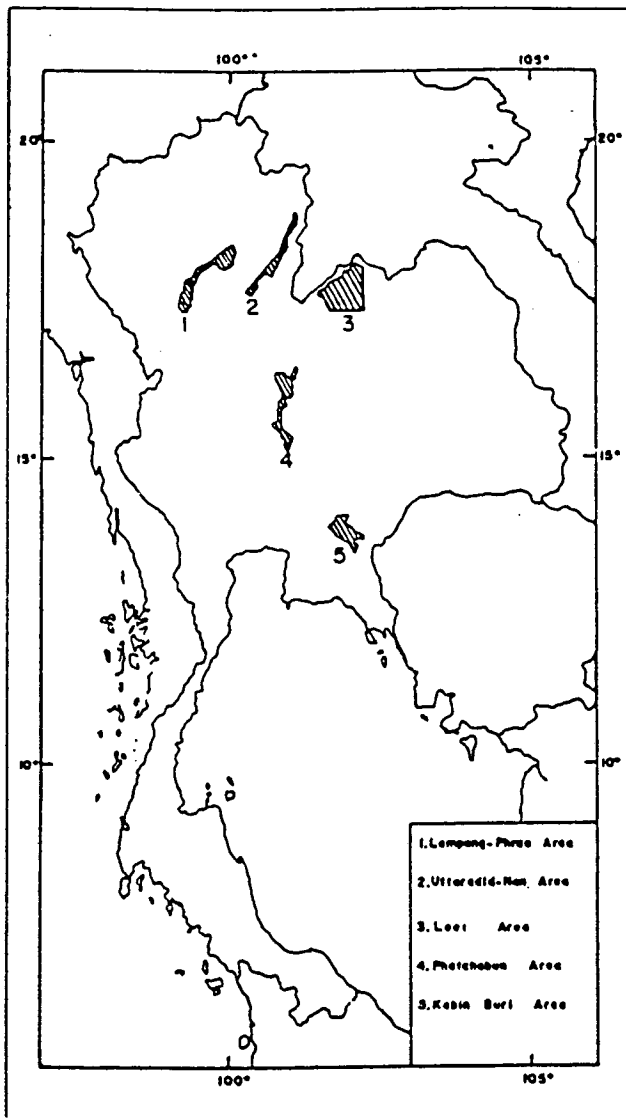 100°° 105°
20° 20°
1 2 3
4
15° 15°
5
10° 10°
1. Lampang-Phrae Area
2. Uttaradid-Nan Area
3. Loei Area
4. Phetchabun Area
5. Kabin Buri Area
100° 105°